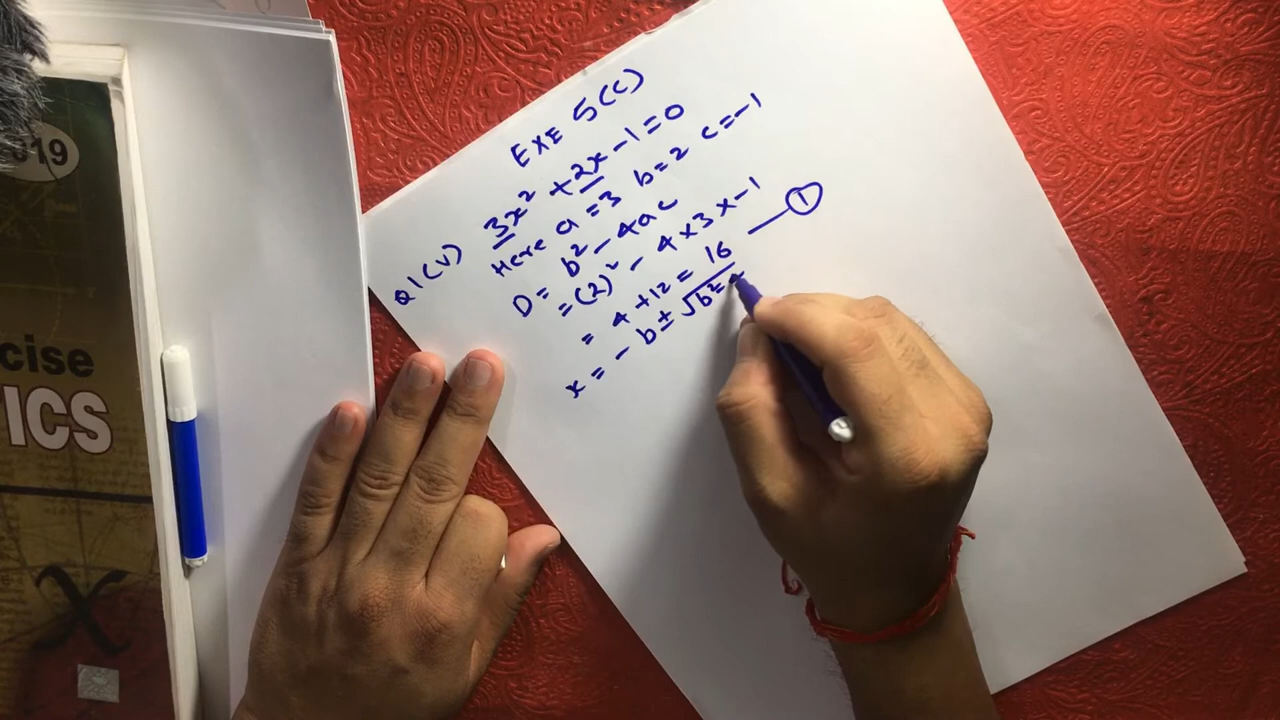 EXE 5(C)
Q1(V) 3x² + 2x - 1 = 0
Here a = 3 b = 2 c = -1
D = b² - 4ac
= (2)² - 4 × 3 × -1
= 4 + 12 = 16 — ①
x = - b ± √b² -
819
cise
ICS
X